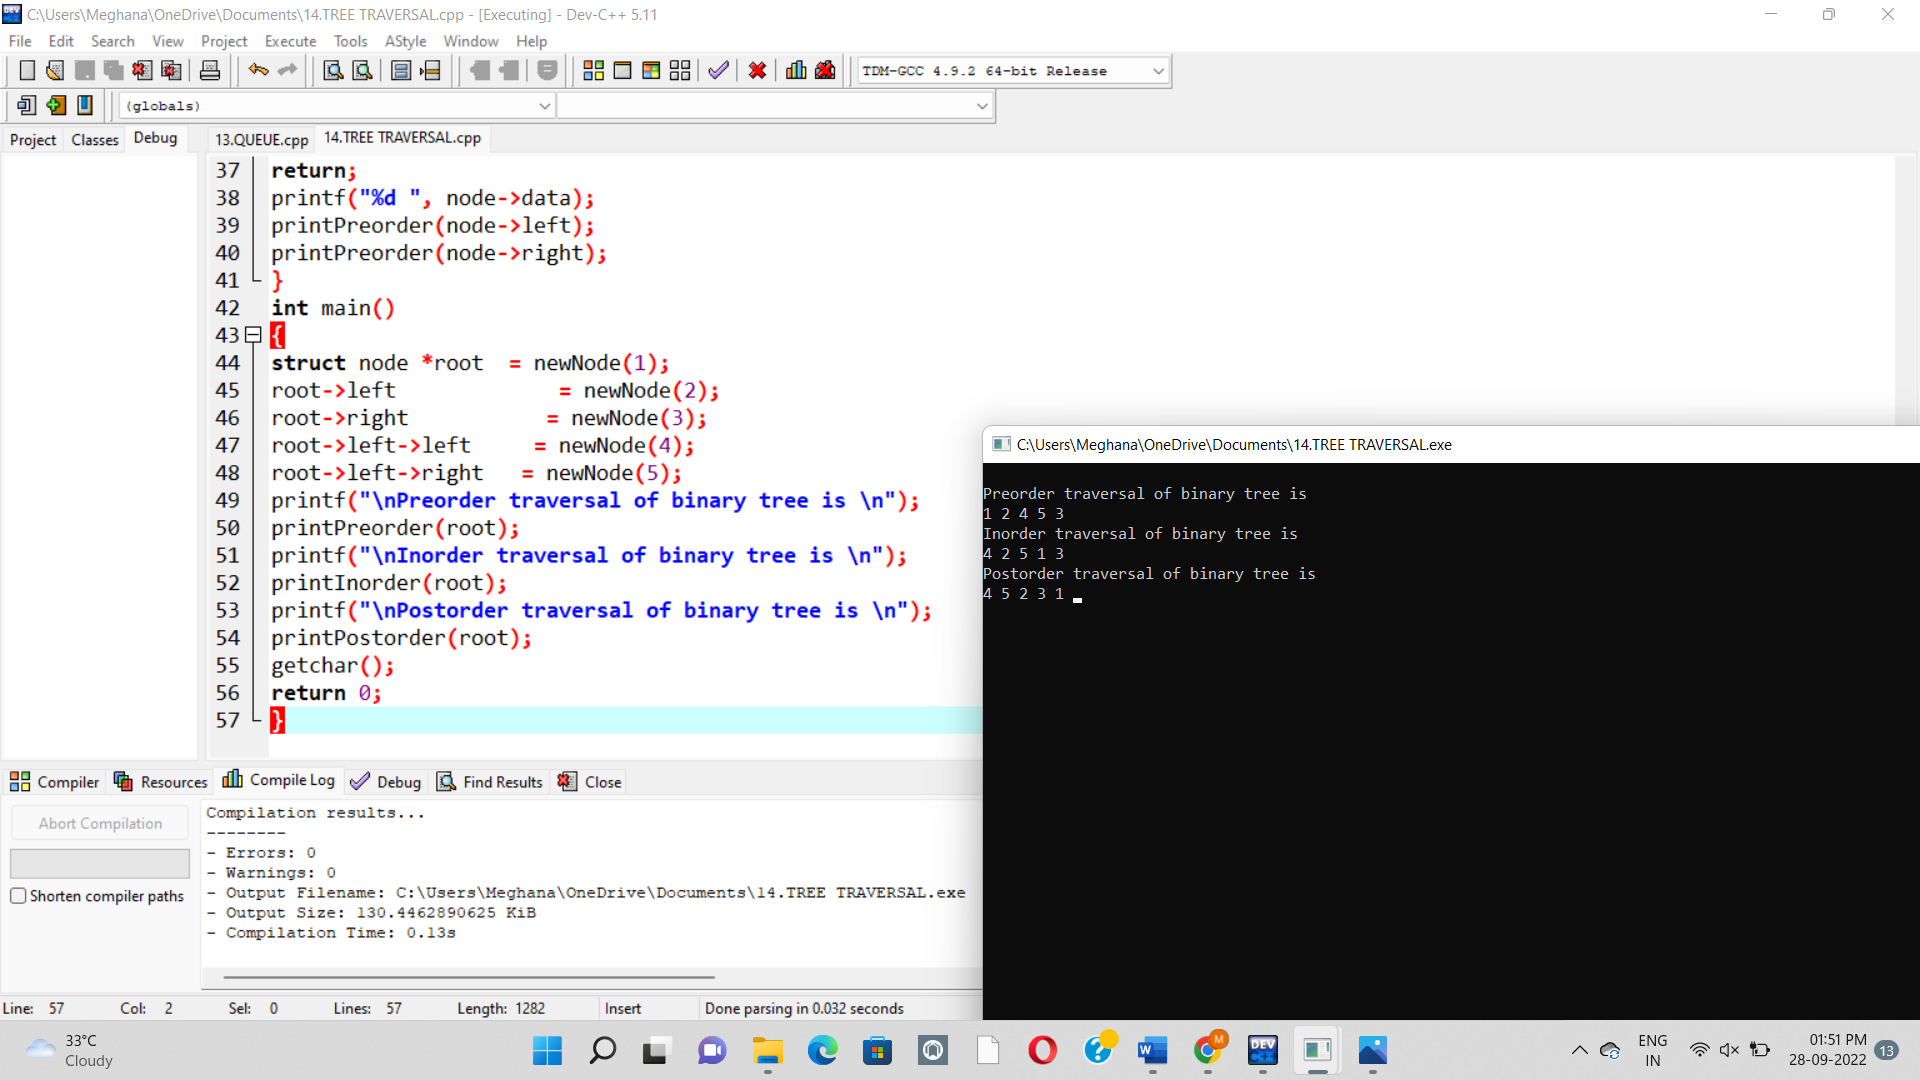 C:\Users\Meghana\OneDrive\Documents\14.TREE TRAVERSAL.cpp - [Executing] - Dev-C++ 5.11
File Edit Search View Project Execute Tools AStyle Window Help
TDM-GCC 4.9.2 64-bit Release
(globals)
Project Classes Debug 13.QUEUE.cpp 14.TREE TRAVERSAL.cpp
37 return;
38 printf("%d ", node->data);
39 printPreorder(node->left);
40 printPreorder(node->right);
41 }
42 int main()
43 {
44 struct node *root  = newNode(1);
45 root->left             = newNode(2);
46 root->right           = newNode(3);
47 root->left->left     = newNode(4);
48 root->left->right   = newNode(5);
49 printf("\nPreorder traversal of binary tree is \n");
50 printPreorder(root);
51 printf("\nInorder traversal of binary tree is \n");
52 printInorder(root);
53 printf("\nPostorder traversal of binary tree is \n");
54 printPostorder(root);
55 getchar();
56 return 0;
57 }
C:\Users\Meghana\OneDrive\Documents\14.TREE TRAVERSAL.exe
Preorder traversal of binary tree is
1 2 4 5 3
Inorder traversal of binary tree is
4 2 5 1 3
Postorder traversal of binary tree is
4 5 2 3 1
Compiler Resources Compile Log Debug Find Results Close
Abort Compilation
Shorten compiler paths
Compilation results...
--------
- Errors: 0
- Warnings: 0
- Output Filename: C:\Users\Meghana\OneDrive\Documents\14.TREE TRAVERSAL.exe
- Output Size: 130.4462890625 KiB
- Compilation Time: 0.13s
Line: 57 Col: 2 Sel: 0 Lines: 57 Length: 1282 Insert Done parsing in 0.032 seconds
33°C
Cloudy
W
M
DEV
C++
ENG
IN
01:51 PM
28-09-2022
13